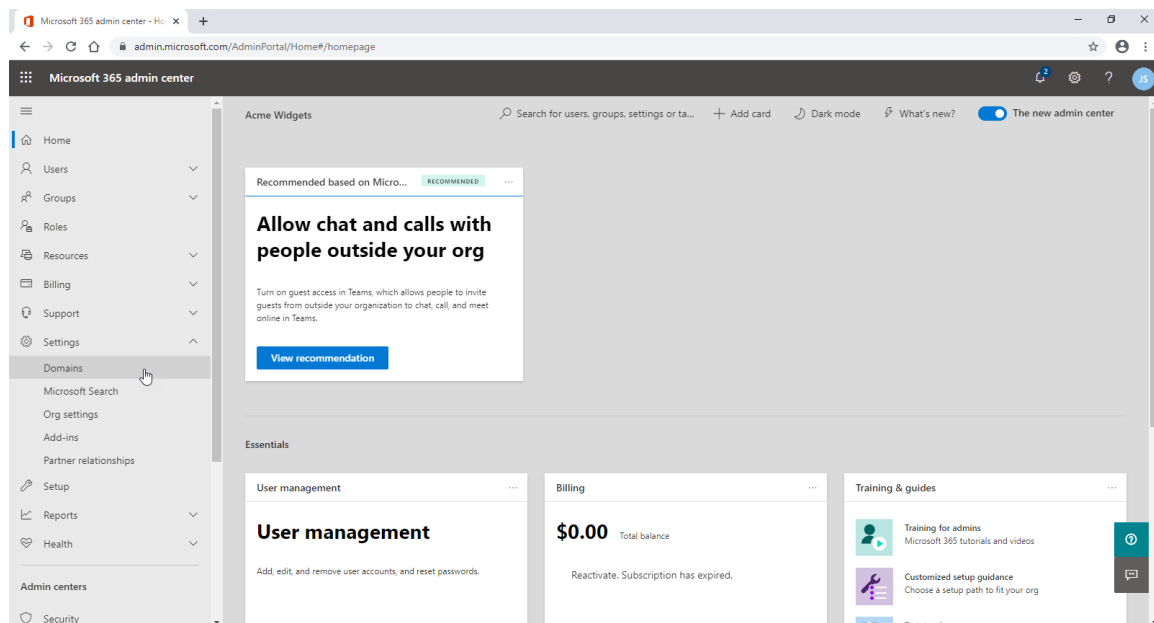 Microsoft 365 admin center - Ho
admin.microsoft.com/AdminPortal/Home#/homepage
Microsoft 365 admin center
2
?
JS
Home
Users
Groups
Roles
Resources
Billing
Support
Settings
Domains
Microsoft Search
Org settings
Add-ins
Partner relationships
Setup
Reports
Health
Admin centers
Security
Acme Widgets
Search for users, groups, settings or ta...
Add card
Dark mode
What's new?
The new admin center
Recommended based on Micro...
RECOMMENDED
Allow chat and calls with
people outside your org
Turn on guest access in Teams, which allows people to invite
guests from outside your organization to chat, call, and meet
online in Teams.
View recommendation
Essentials
User management
User management
Add, edit, and remove user accounts, and reset passwords.
Billing
$0.00 Total balance
Reactivate. Subscription has expired.
Training & guides
Training for admins
Microsoft 365 tutorials and videos
Customized setup guidance
Choose a setup path to fit your org